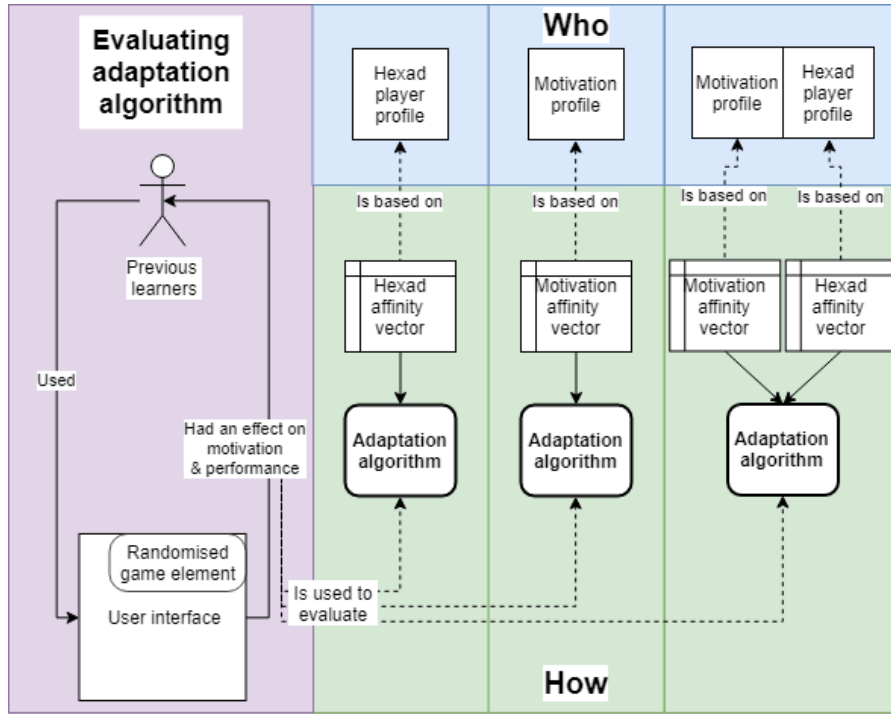 Evaluating
adaptation
algorithm
Who
Hexad
player
profile
Motivation
profile
Motivation
profile
Hexad
player
profile
Is based on
Is based on
Is based on
Is based on
Previous
learners
Hexad
affinity
vector
Motivation
affinity
vector
Motivation
affinity
vector
Hexad
affinity
vector
Used
Had an effect on
motivation
& performance
Adaptation
algorithm
Adaptation
algorithm
Adaptation
algorithm
Randomised
game element
User interface
Is used to
evaluate
How